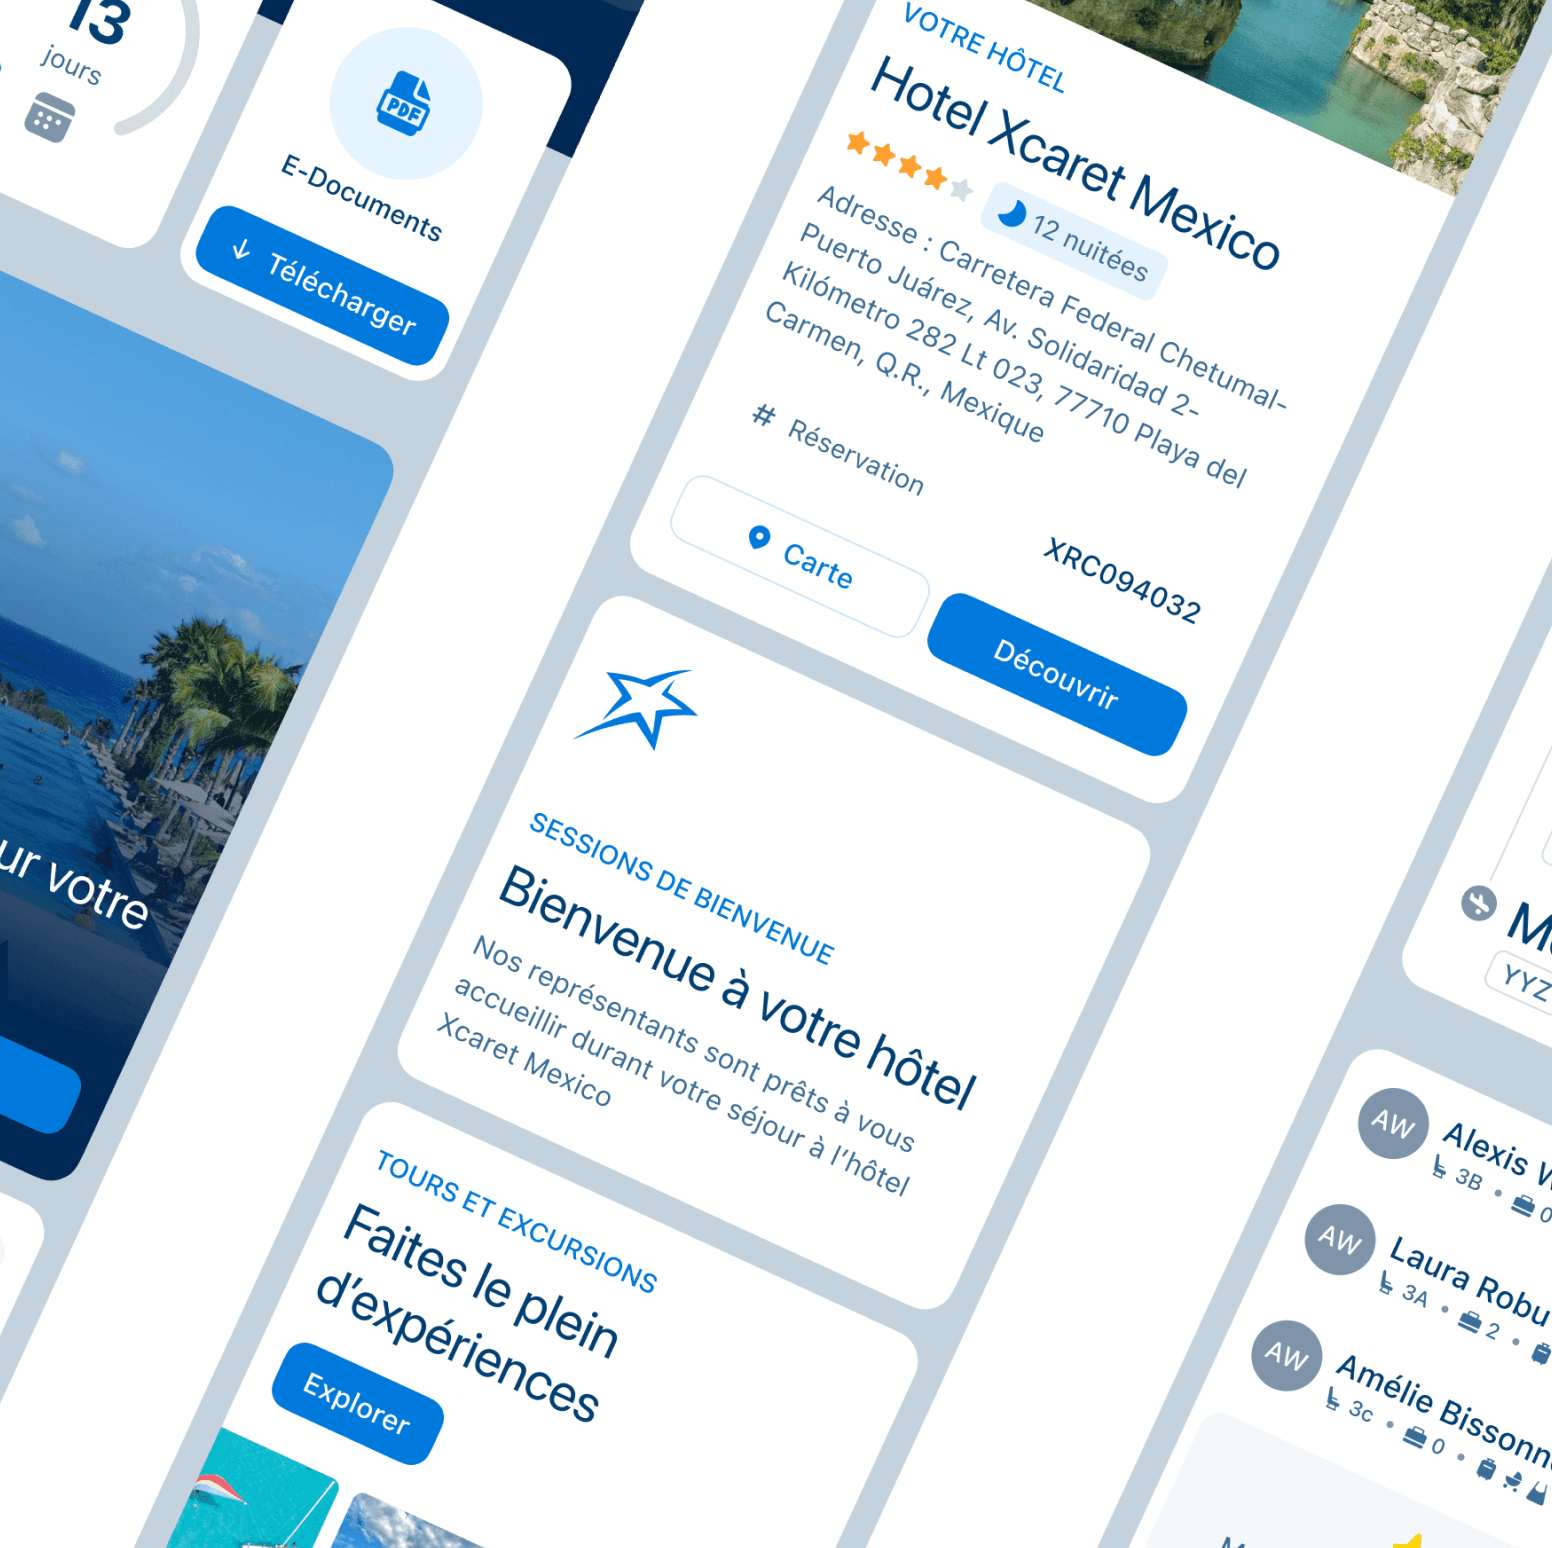 13
jours
PDF
E-Documents
Télécharger
votre
VOTRE HÔTEL
Hotel Xcaret Mexico
12 nuitées
Adresse : Carretera Federal Chetumal-
Puerto Juárez, Av. Solidaridad 2-
Kilómetro 282 Lt 023, 77710 Playa del
Carmen, Q.R., Mexique
# Réservation
XRC094032
Carte
Découvrir
SESSIONS DE BIENVENUE
Bienvenue à votre hôtel
Nos représentants sont prêts à vous
accueillir durant votre séjour à l’hôtel
Xcaret Mexico
TOURS ET EXCURSIONS
Faites le plein
d’expériences
Explorer
YYZ
AW
Alexis
3B • 0
AW
Laura Robu
3A • 2 •
AW
Amélie Bissonn
3c • 0 •